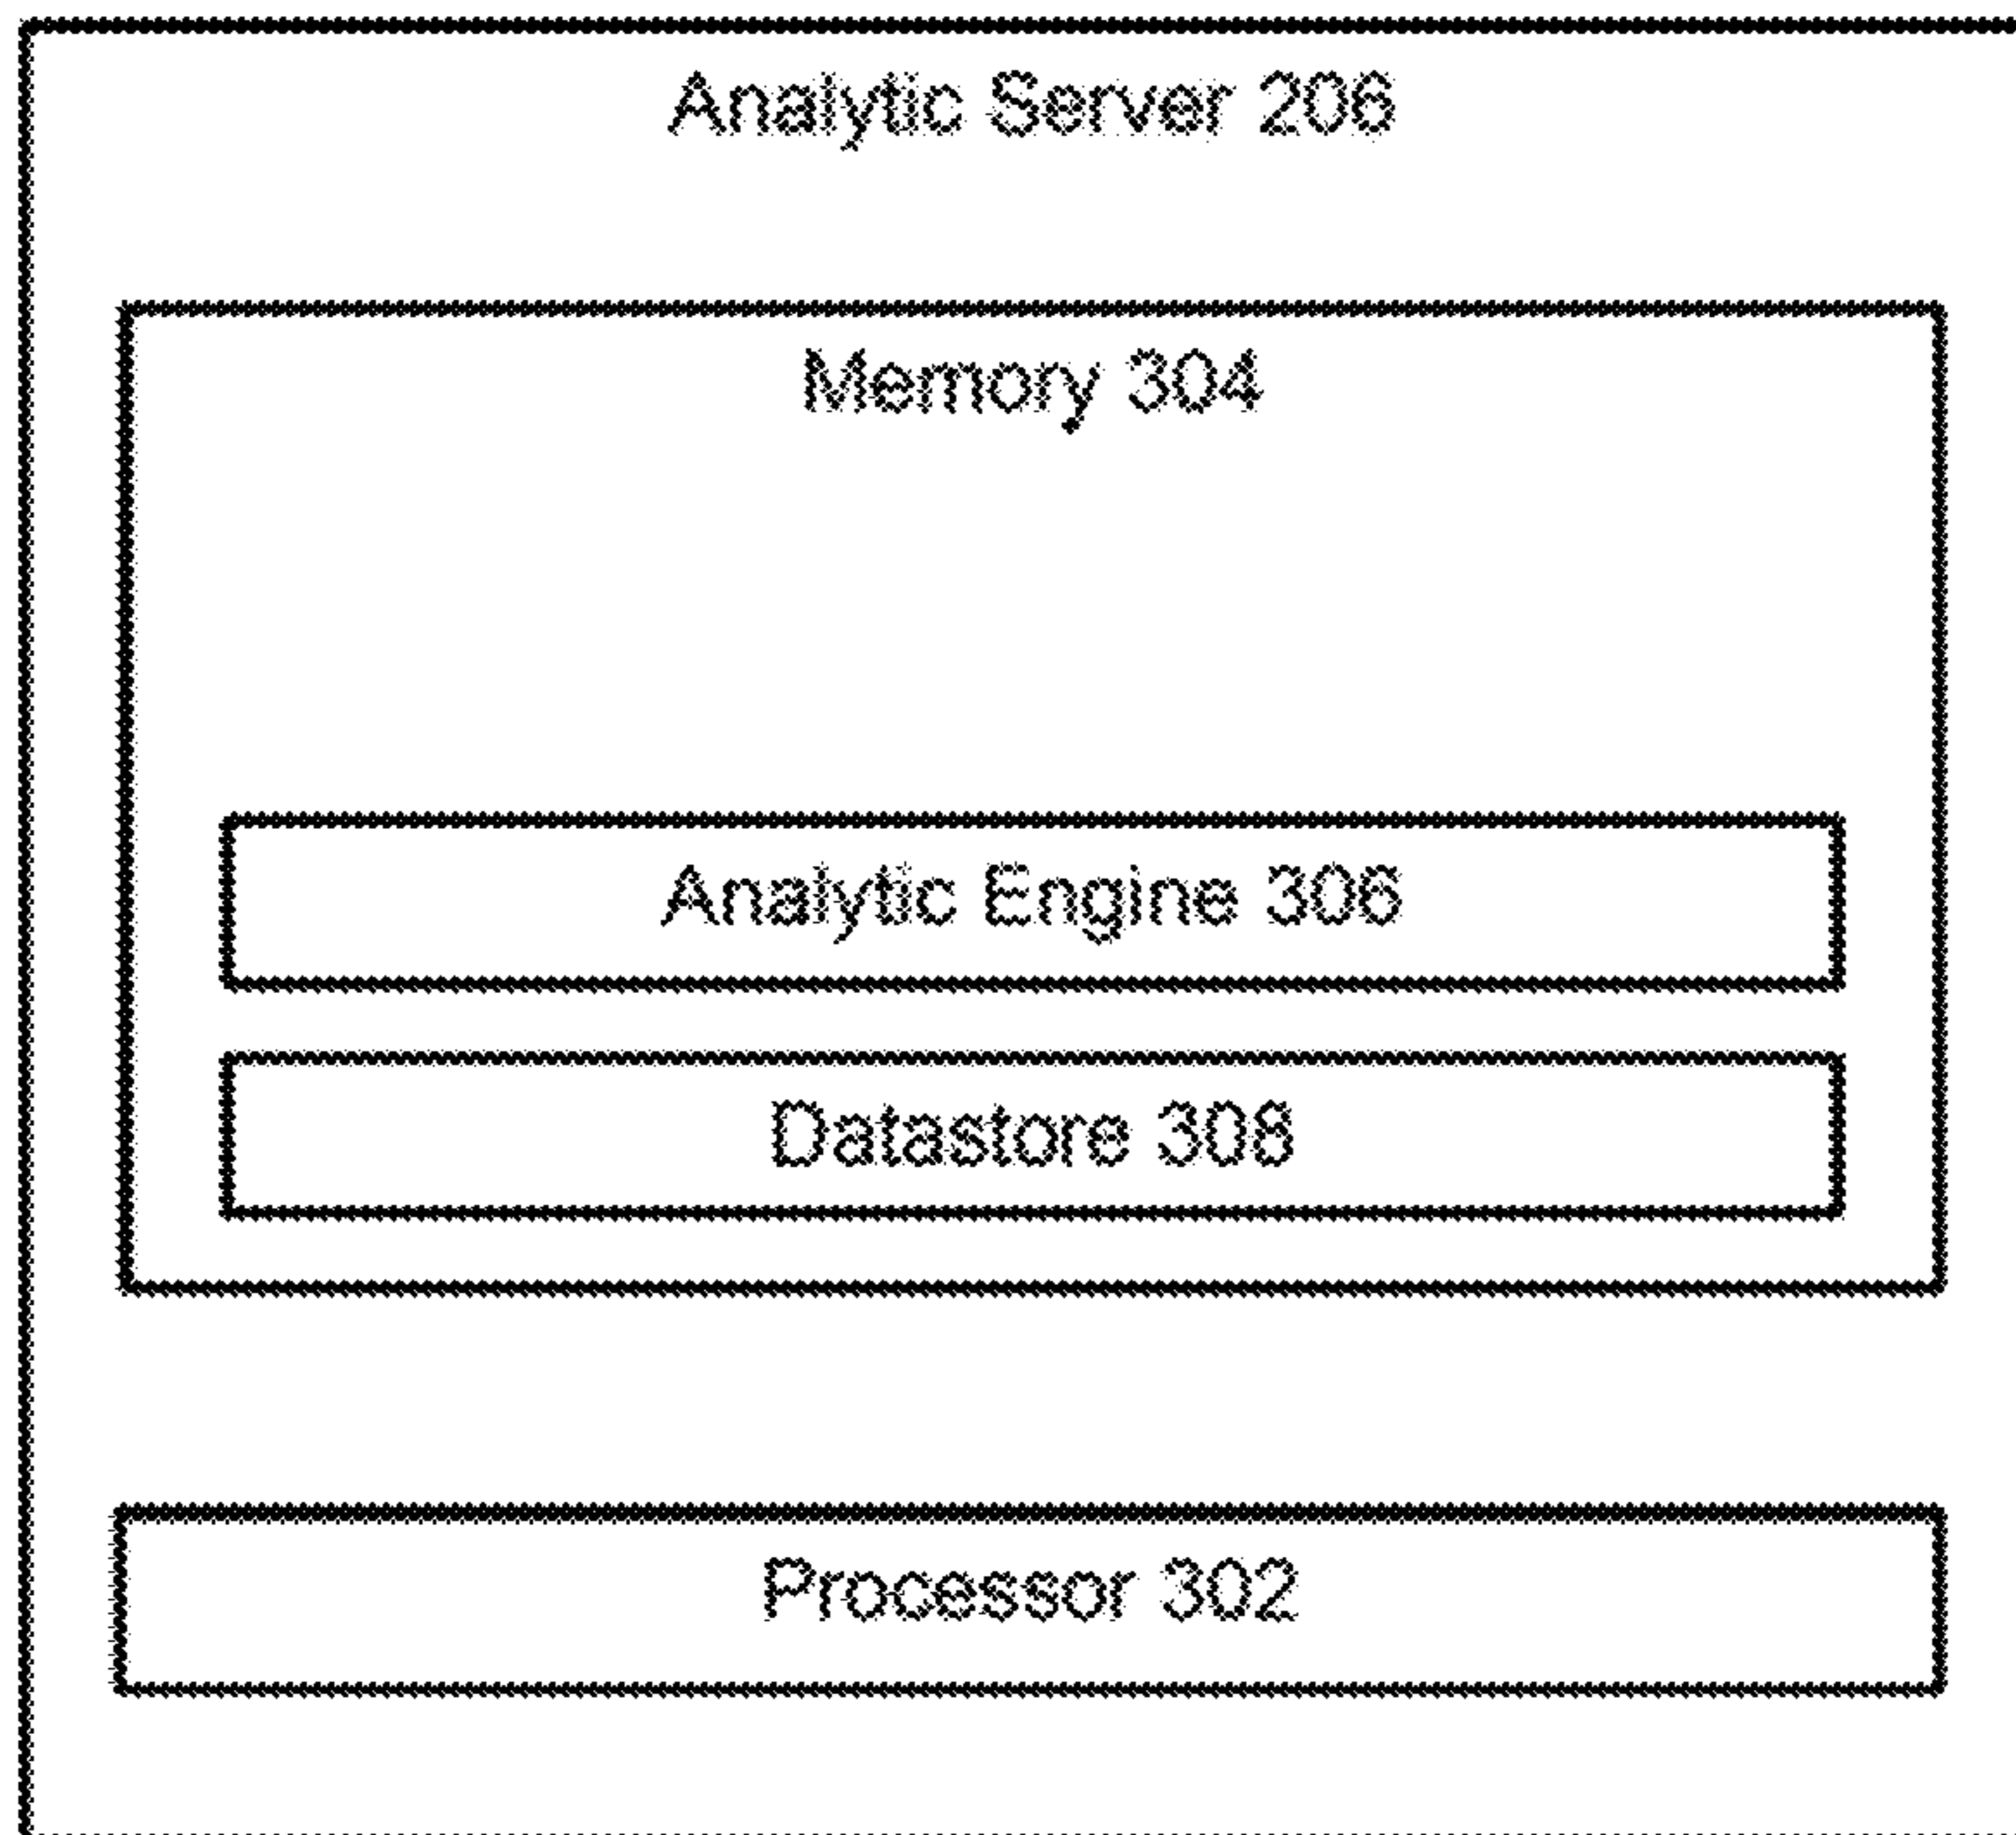 Analytic Server 206
Memory 304
Analytic Engine 306
Datastore 308
Processor 302